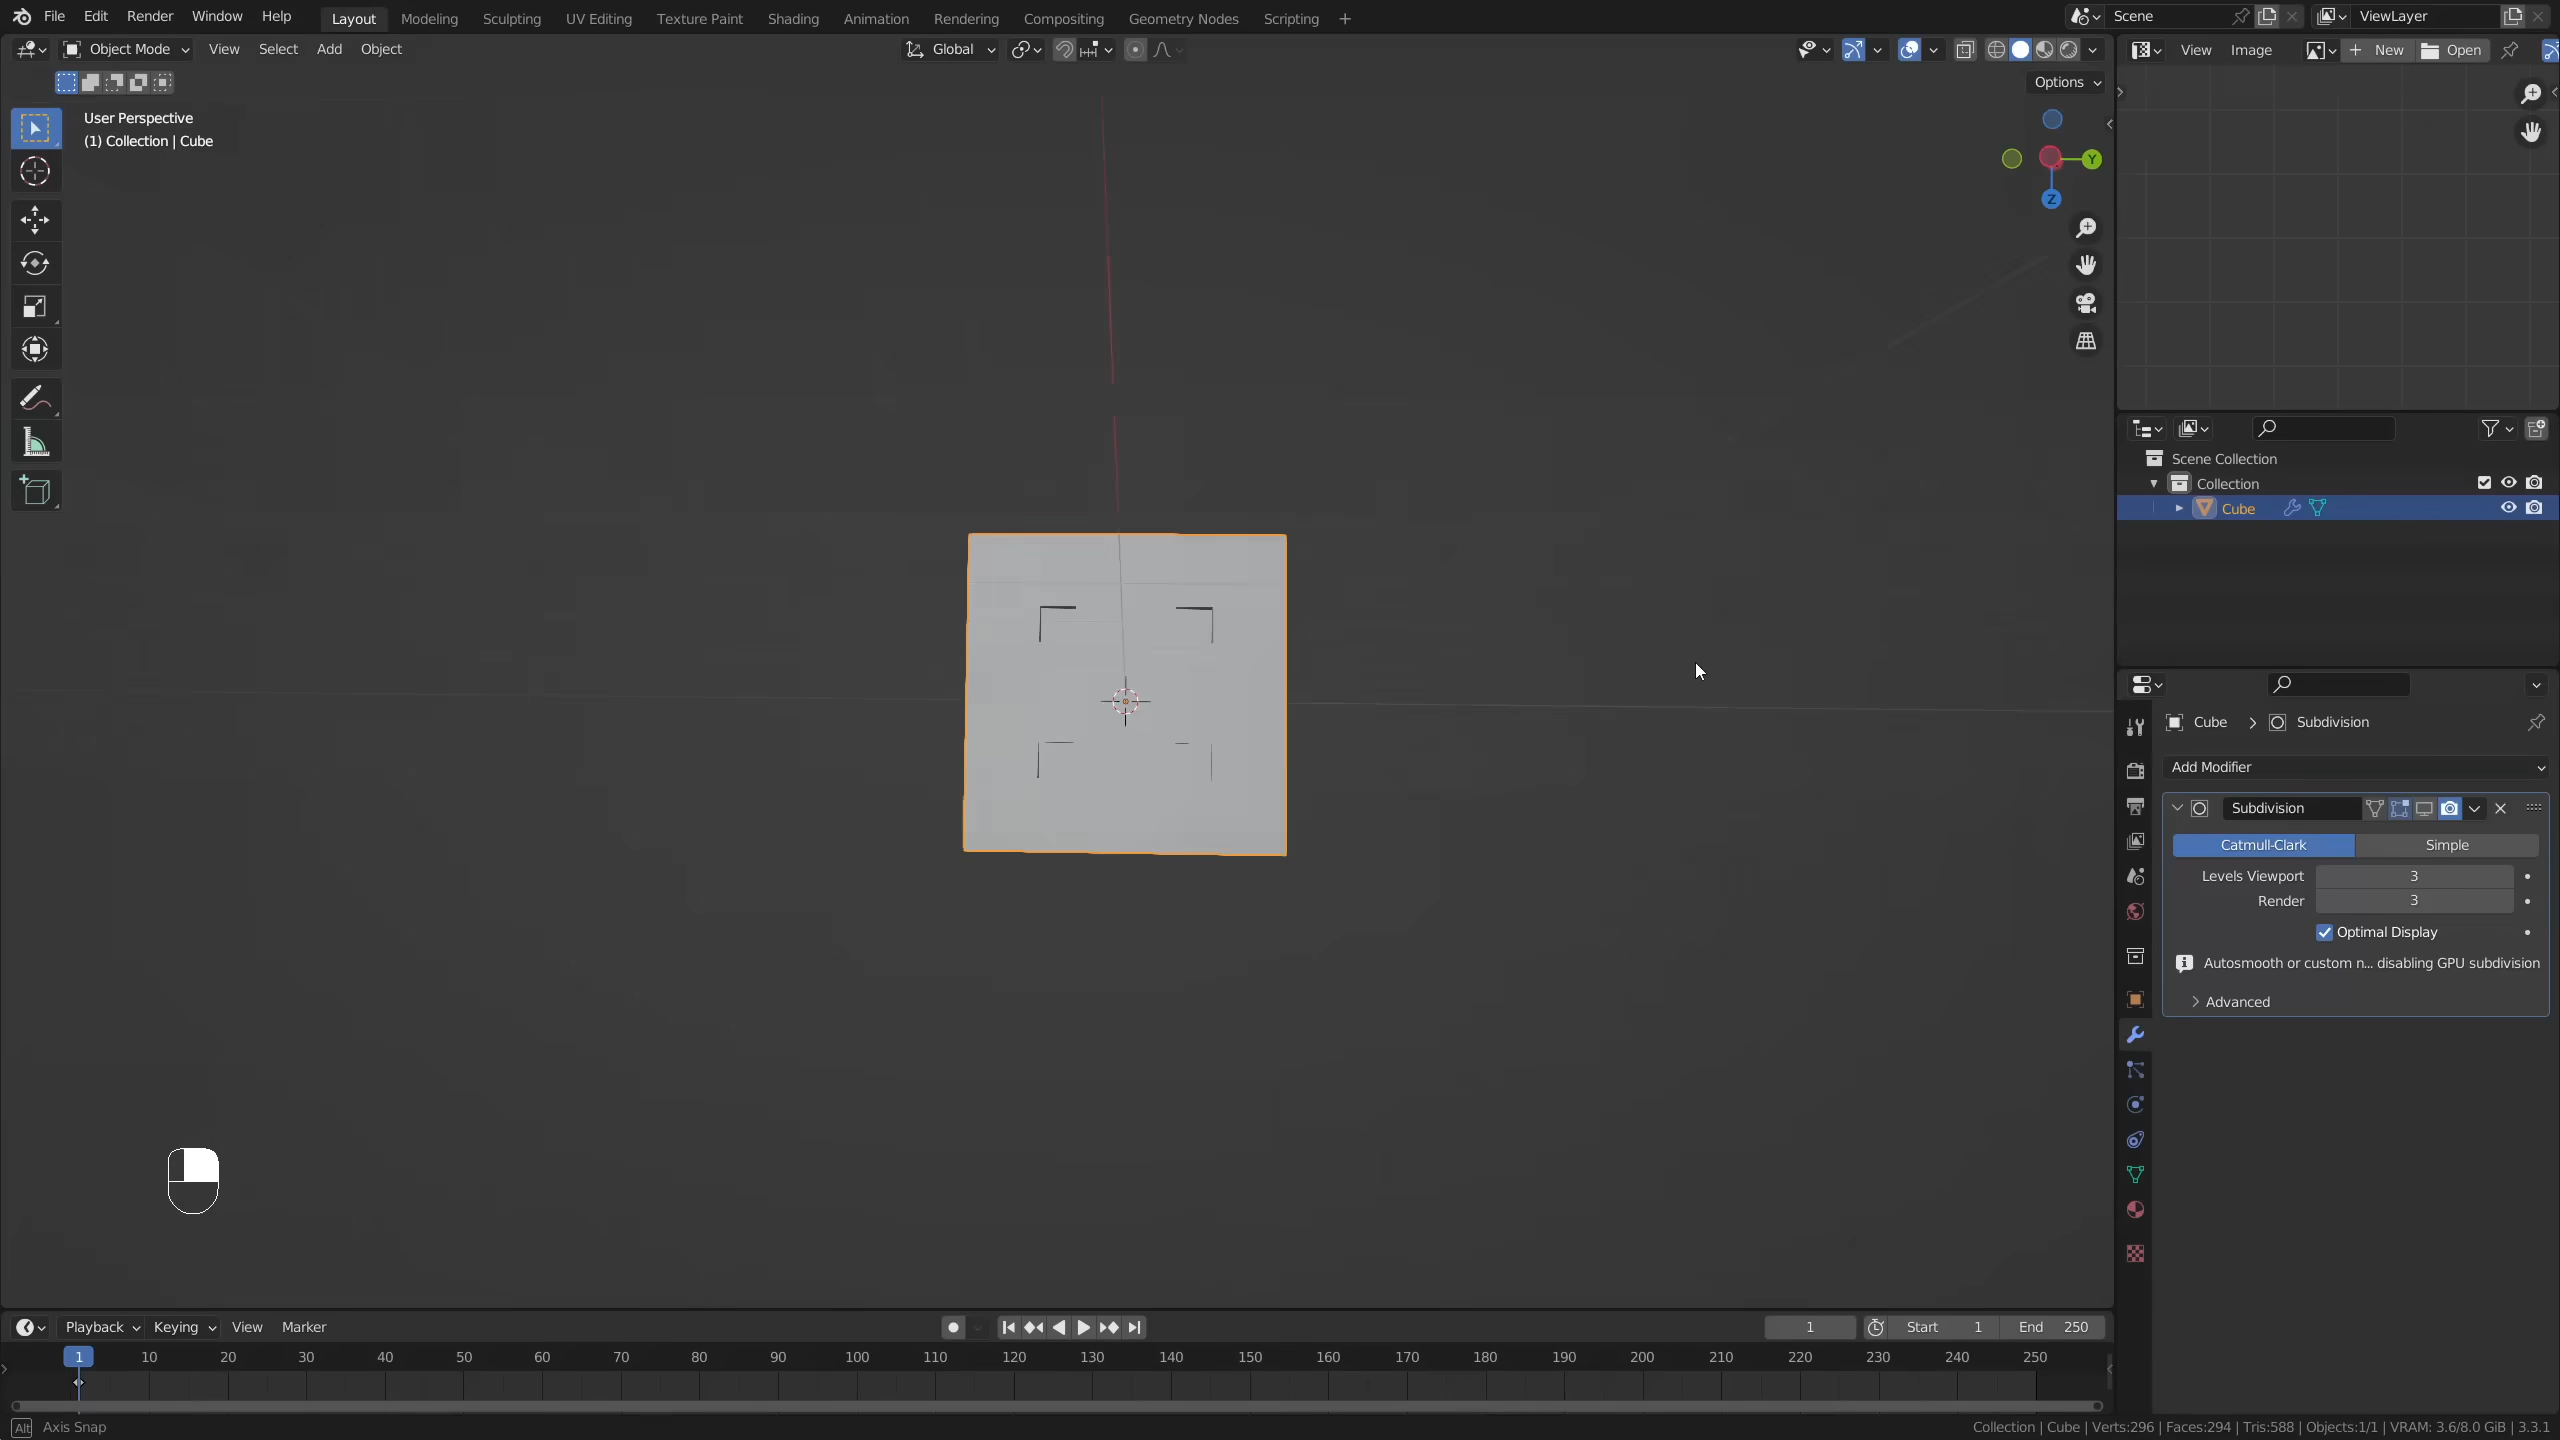 File Edit Render Window Help Layout Modeling Sculpting UV Editing Texture Paint Shading Animation Rendering Compositing Geometry Nodes Scripting + Scene ViewLayer
Object Mode View Select Add Object Global View Image New Open
Options
User Perspective
(1) Collection | Cube
Y
Z
Scene Collection
Collection
Cube
Cube > Subdivision
Add Modifier
Subdivision
Catmull-Clark Simple
Levels Viewport 3
Render 3
Optimal Display
Autosmooth or custom n... disabling GPU subdivision
Advanced
Playback Keying View Marker 1 Start 1 End 250
1 10 20 30 40 50 60 70 80 90 100 110 120 130 140 150 160 170 180 190 200 210 220 230 240 250
Alt Axis Snap Collection | Cube | Verts:296 | Faces:294 | Tris:588 | Objects:1/1 | VRAM: 3.6/8.0 GiB | 3.3.1